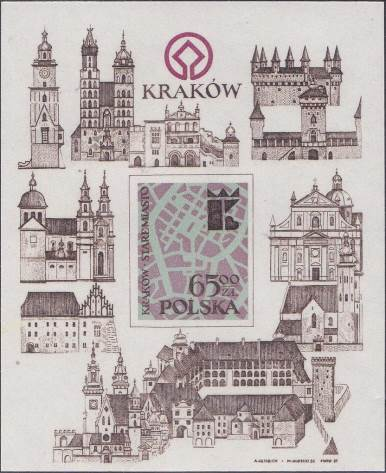 KRAKÓW
KRAKÓW STARE MIASTO
65.00
ZŁ
POLSKA